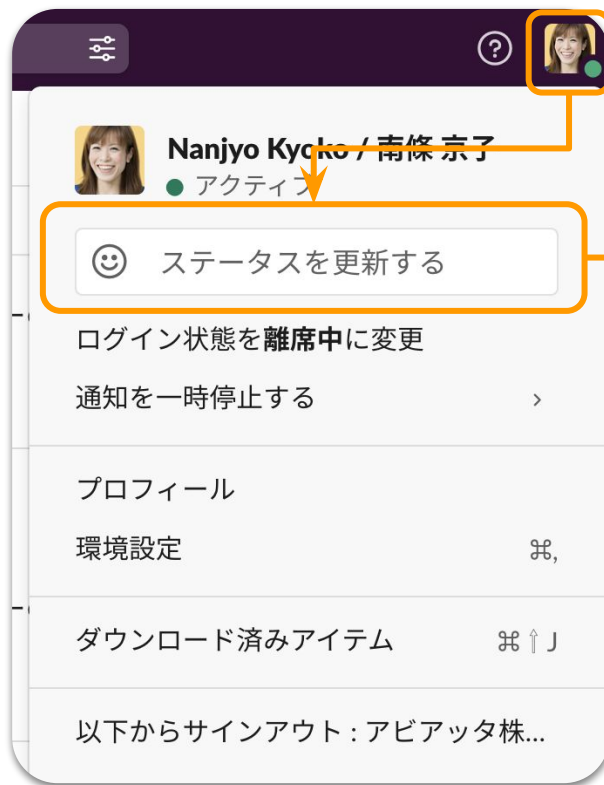 Nanjyo Kyoko / 南條 京子
アクティブ
ステータスを更新する
ログイン状態を離席中に変更
通知を一時停止する
プロフィール
環境設定 ⌘,
ダウンロード済みアイテム ⌘⇧J
以下からサインアウト : アビアッタ株...